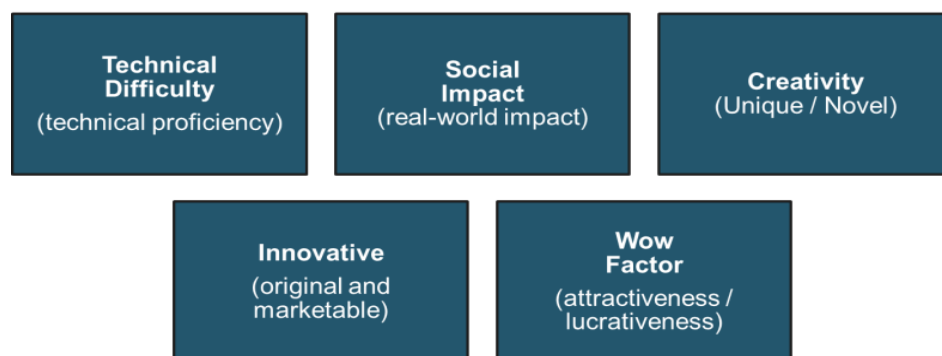 Technical
Difficulty
(technical proficiency)
Social
Impact
(real-world impact)
Creativity
(Unique / Novel)
Innovative
(original and
marketable)
Wow
Factor
(attractiveness /
lucrativeness)